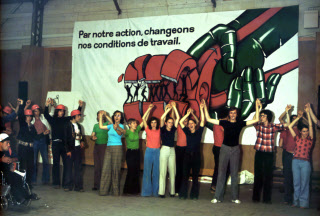 Par notre action, changeons
nos conditions de travail.